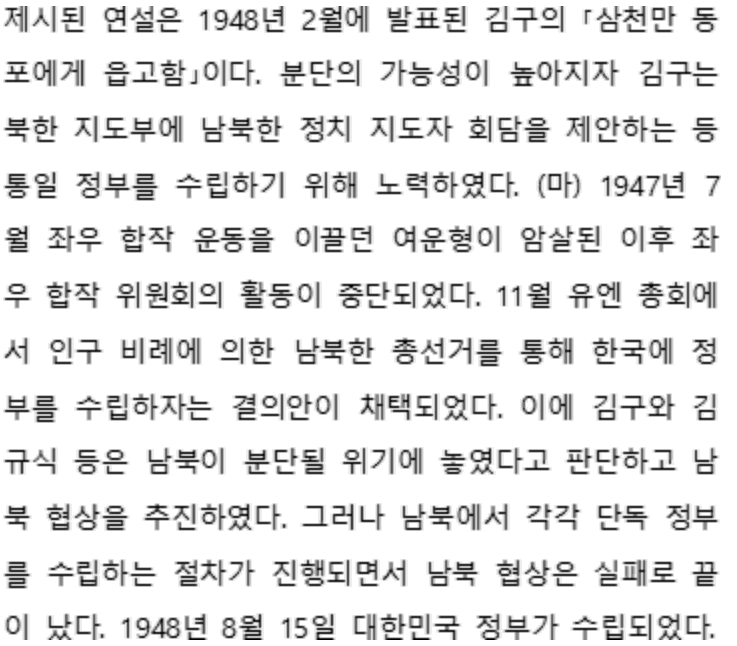 제시된 연설은 1948년 2월에 발표된 김구의 「삼천만 동
포에게 읍고함」이다. 분단의 가능성이 높아지자 김구는
북한 지도부에 남북한 정치 지도자 회담을 제안하는 등
통일 정부를 수립하기 위해 노력하였다. (마) 1947년 7
월 좌우 합작 운동을 이끌던 여운형이 암살된 이후 좌
우 합작 위원회의 활동이 중단되었다. 11월 유엔 총회에
서 인구 비례에 의한 남북한 총선거를 통해 한국에 정
부를 수립하자는 결의안이 채택되었다. 이에 김구와 김
규식 등은 남북이 분단될 위기에 놓였다고 판단하고 남
북 협상을 추진하였다. 그러나 남북에서 각각 단독 정부
를 수립하는 절차가 진행되면서 남북 협상은 실패로 끝
이 났다. 1948년 8월 15일 대한민국 정부가 수립되었다.